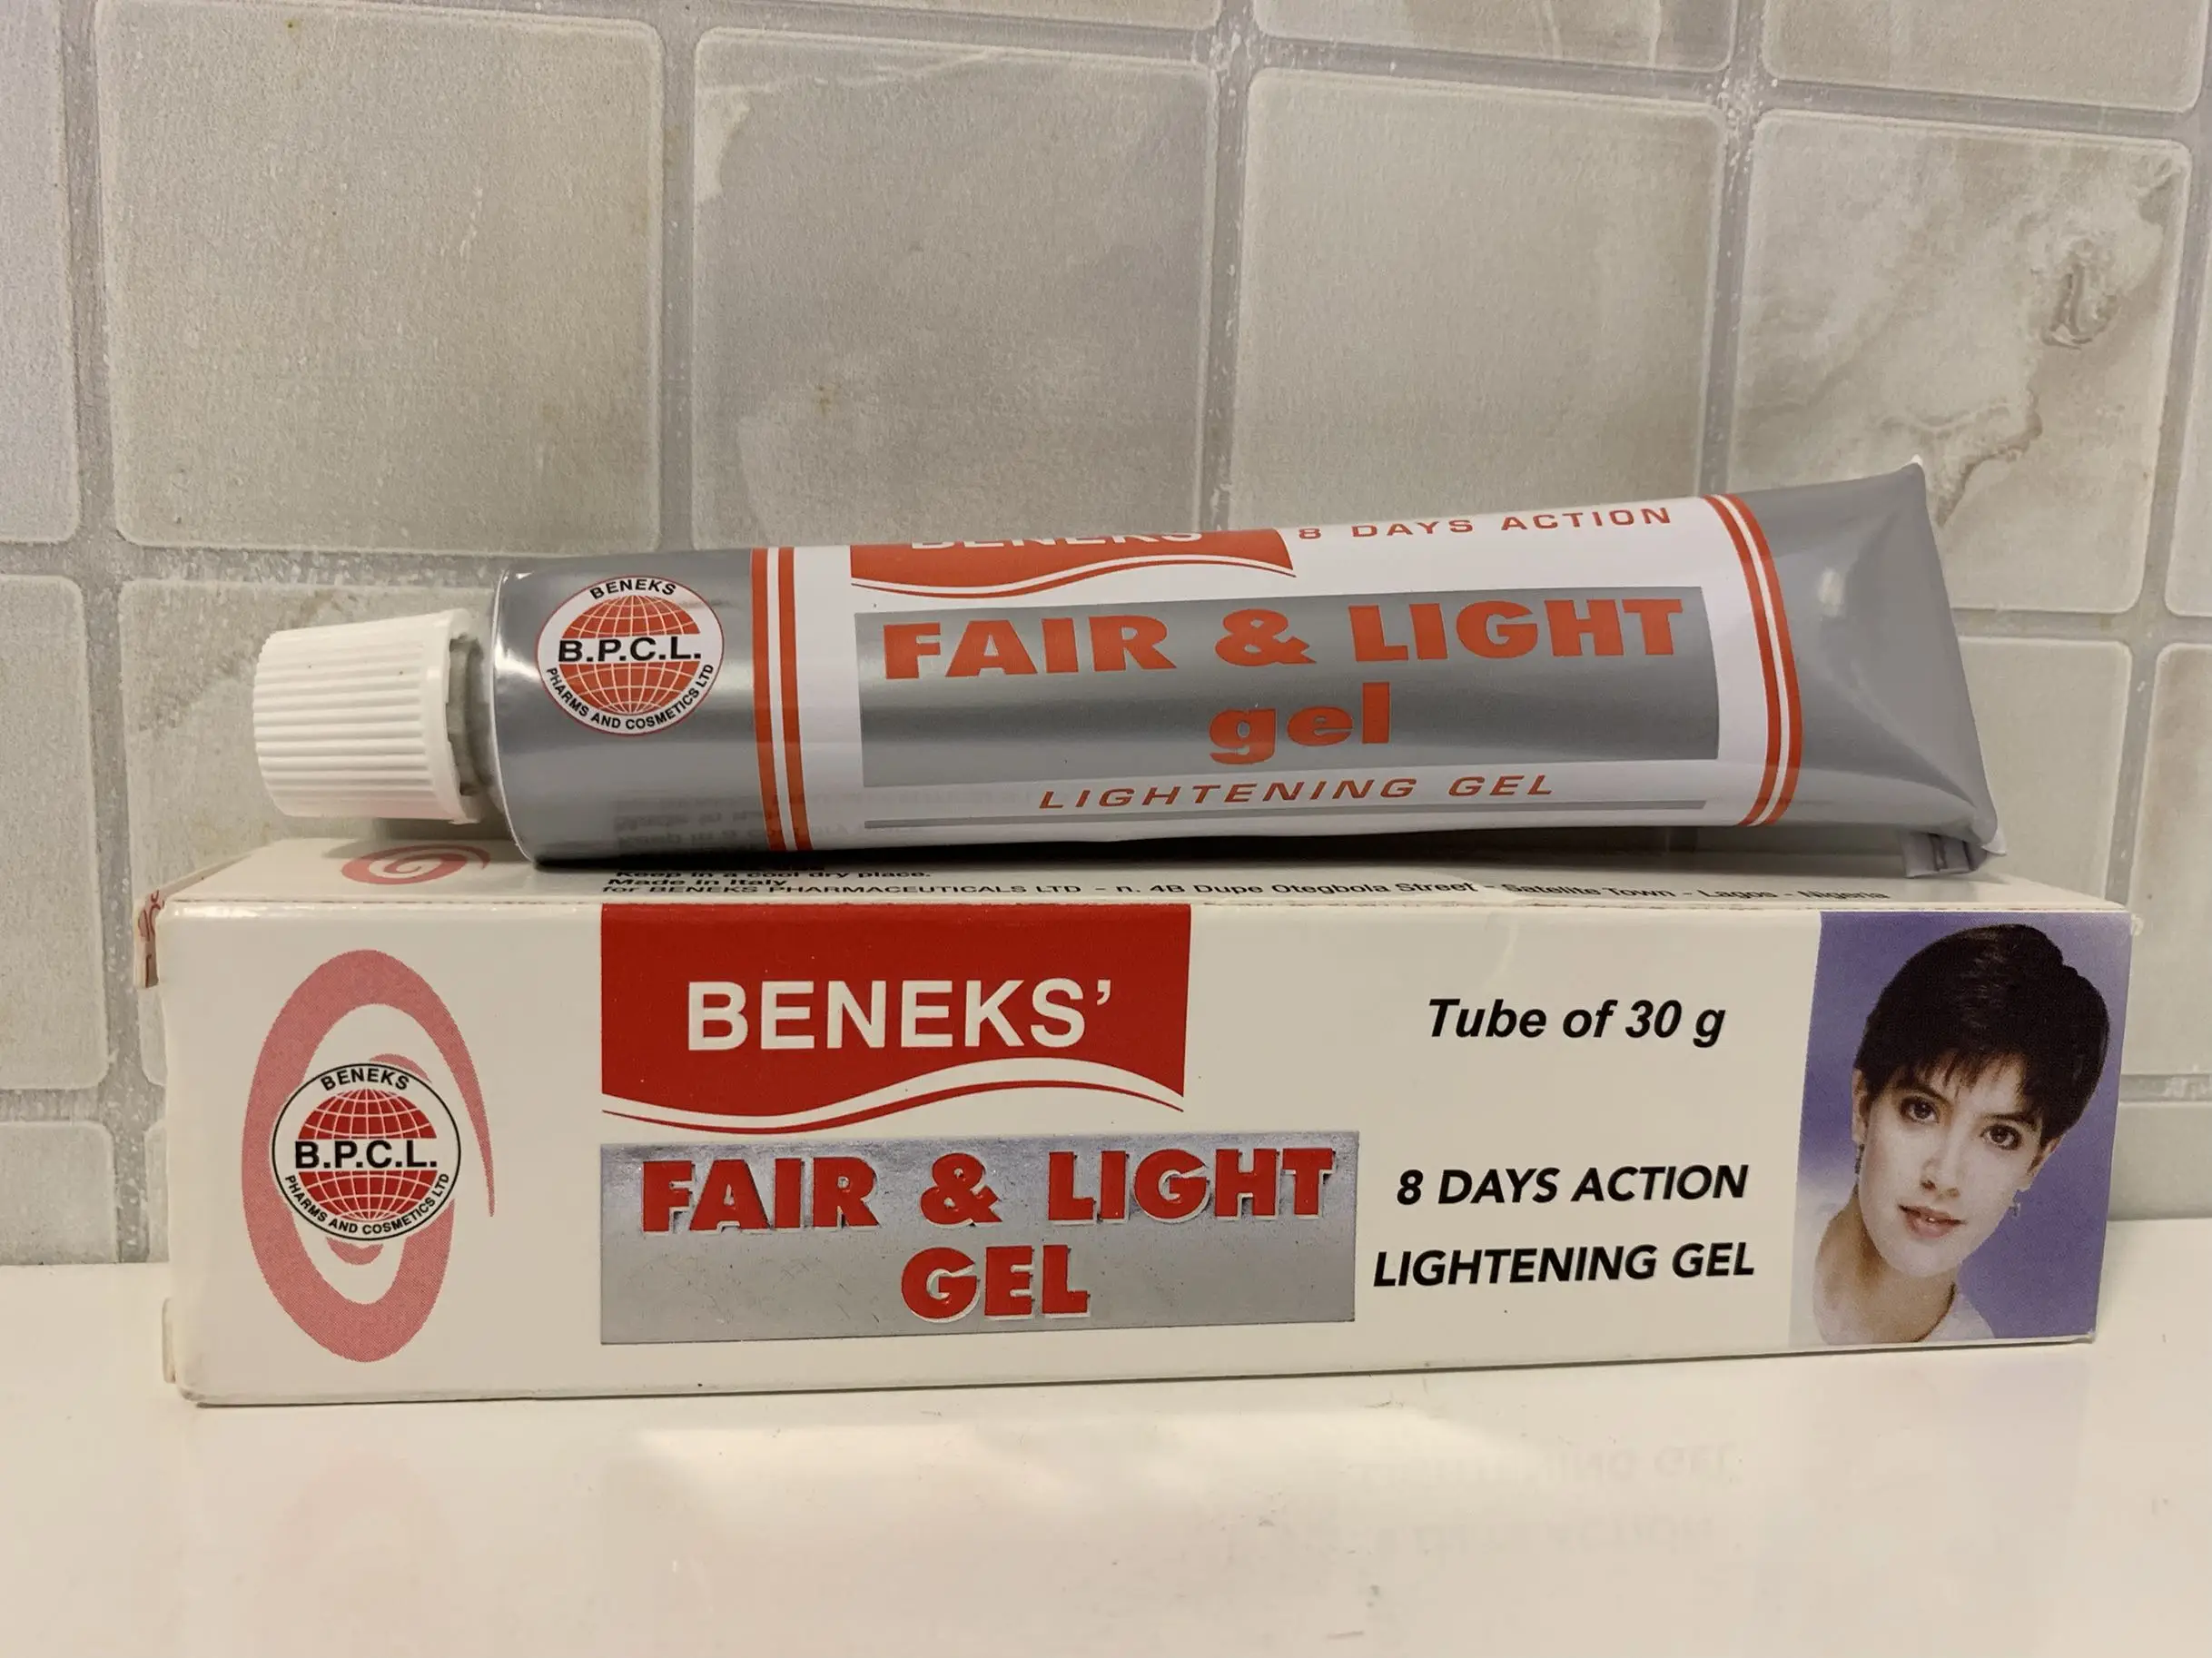 BENEKS
B.P.C.L.
PHARMS AND COSMETICS LTD
BENEKS
8 DAYS ACTION
FAIR & LIGHT
gel
LIGHTENING GEL
Keep in a cool dry place.
Made in Italy
for BENEKS PHARMACEUTICALS LTD - n. 4B Dupe Otegbola Street - Satellite Town - Lagos - Nigeria
BENEKS
B.P.C.L.
PHARMS AND COSMETICS LTD
BENEKS'
FAIR & LIGHT
GEL
Tube of 30 g
8 DAYS ACTION
LIGHTENING GEL